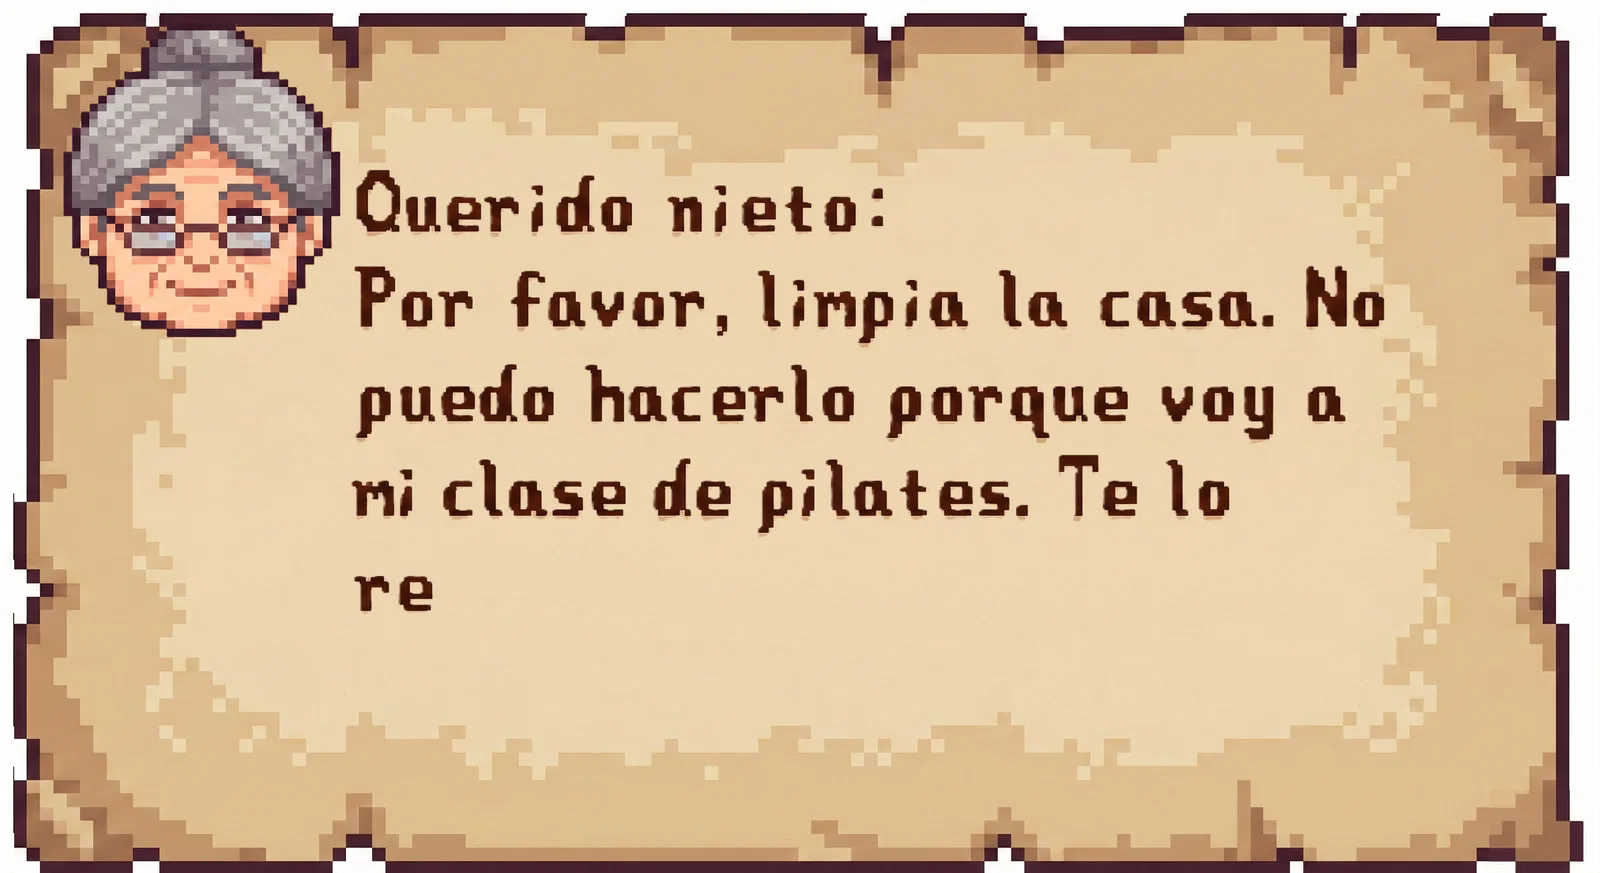 Querido nieto:
Por favor, limpia la casa. No
puedo hacerlo porque voy a
mi clase de pilates. Te lo
re